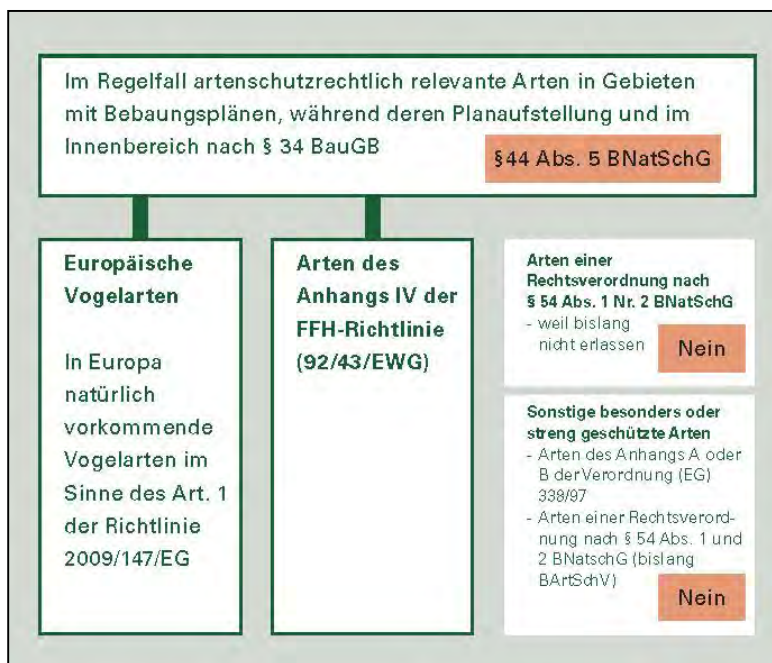 Im Regelfall artenschutzrechtlich relevante Arten in Gebieten
mit Bebaungsplänen, während deren Planaufstellung und im
Innenbereich nach § 34 BauGB
§44 Abs. 5 BNatSchG
Europäische
Vogelarten
In Europa
natürlich
vorkommende
Vogelarten im
Sinne des Art. 1
der Richtlinie
2009/147/EG
Arten des
Anhangs IV der
FFH-Richtlinie
(92/43/EWG)
Arten einer
Rechtsverordnung nach
§ 54 Abs. 1 Nr. 2 BNatSchG
- weil bislang
nicht erlassen
Nein
Sonstige besonders oder
streng geschützte Arten
- Arten des Anhangs A oder
B der Verordnung (EG)
338/97
- Arten einer Rechtsverord-
nung nach § 54 Abs. 1 und
2 BNatschG (bislang
BArtSchV)
Nein